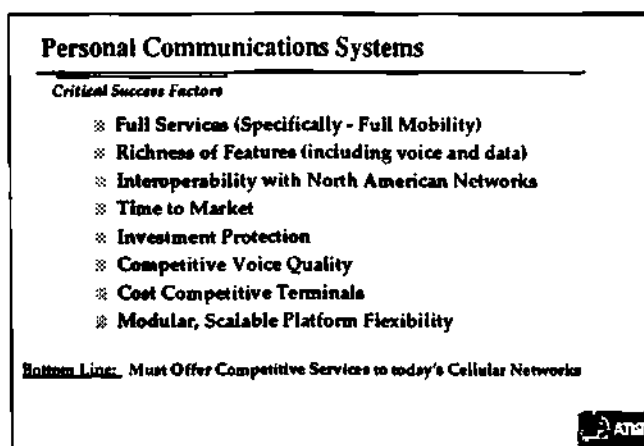 Personal Communications Systems
Critical Success Factors
Full Services (Specifically - Full Mobility)
Richness of Features (including voice and data)
Interoperability with North American Networks
Time to Market
Investment Protection
Competitive Voice Quality
Cost Competitive Terminals
Modular, Scalable Platform Flexibility
Bottom Line: Must Offer Competitive Services to today's Cellular Networks